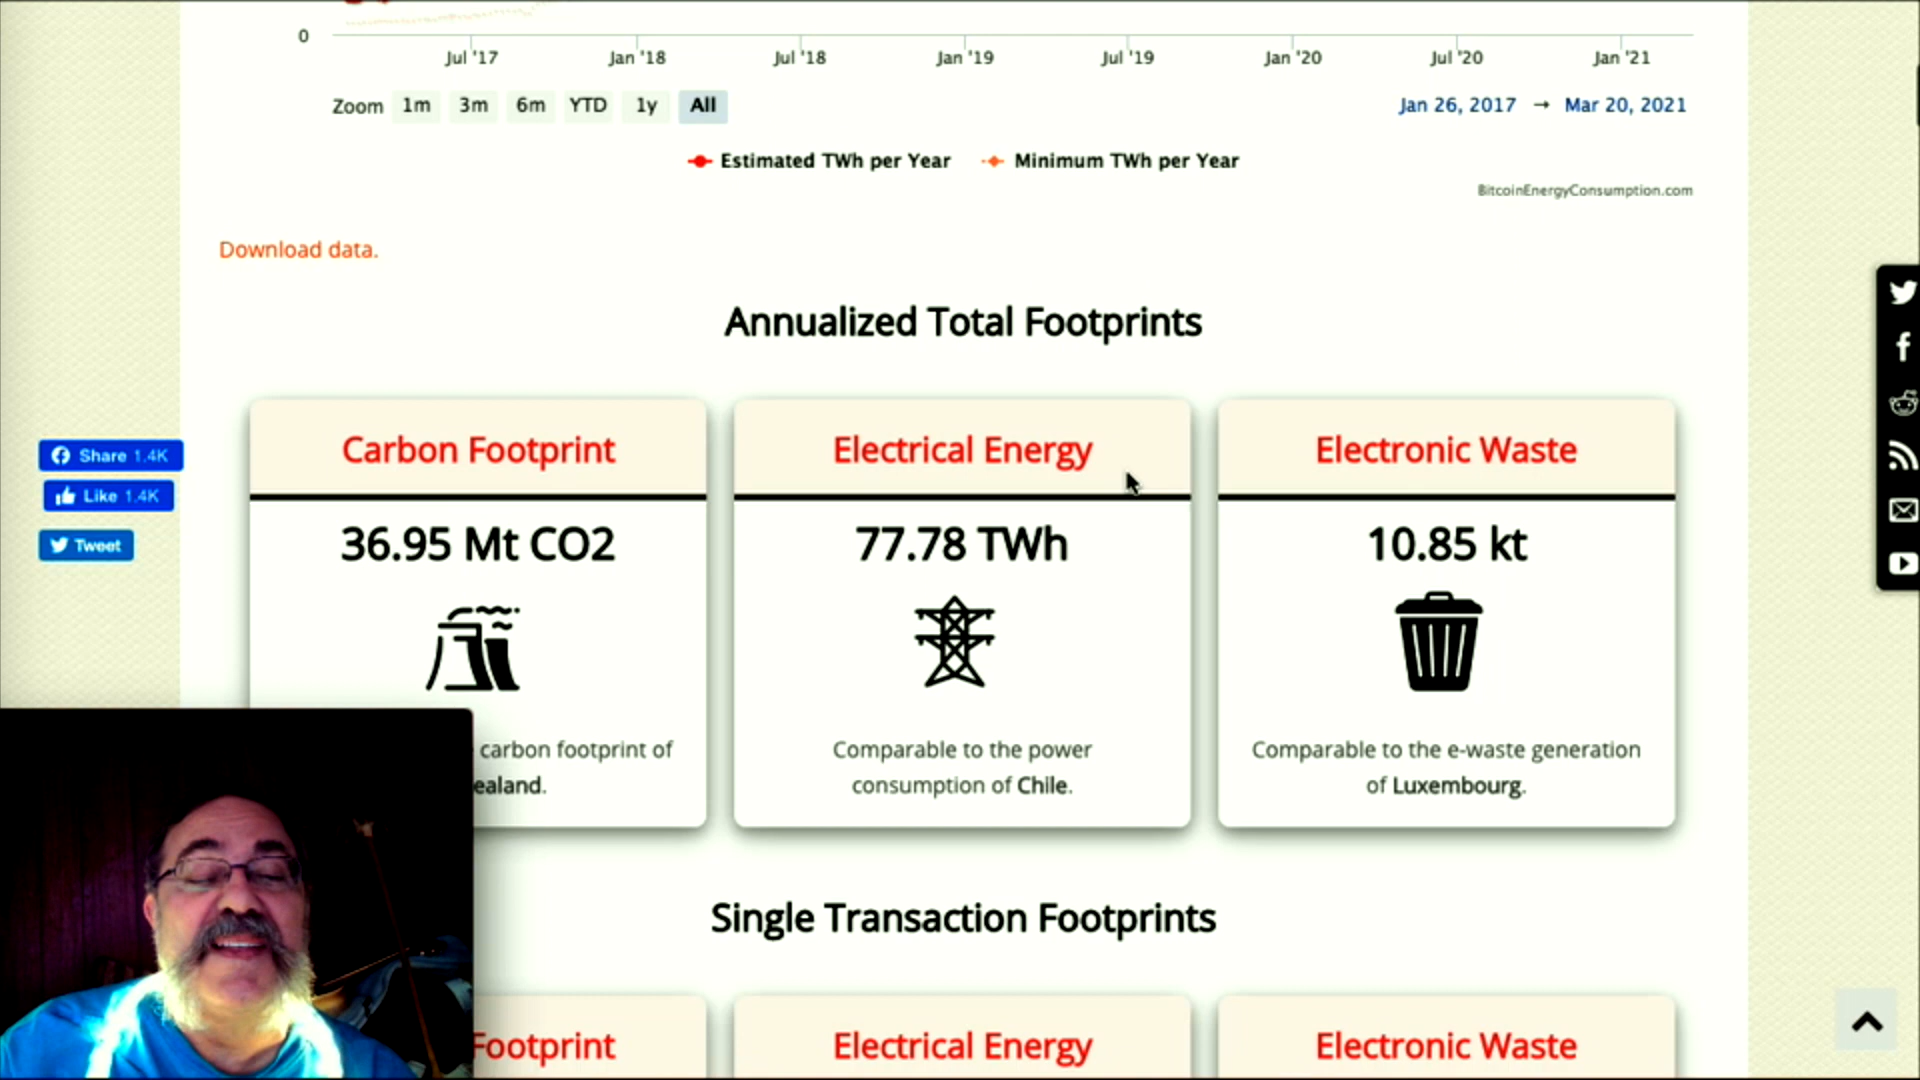 0
Jul '17 Jan '18 Jul '18 Jan '19 Jul '19 Jan '20 Jul '20 Jan '21
Zoom 1m 3m 6m YTD 1y All Jan 26, 2017 → Mar 20, 2021
Estimated TWh per Year Minimum TWh per Year
BitcoinEnergyConsumption.com
Download data.
Annualized Total Footprints
Carbon Footprint
36.95 Mt CO2
carbon footprint of
ealand.
Electrical Energy
77.78 TWh
Comparable to the power
consumption of Chile.
Electronic Waste
10.85 kt
Comparable to the e-waste generation
of Luxembourg.
Share 1.4K
Like 1.4K
Tweet
Single Transaction Footprints
Footprint
Electrical Energy
Electronic Waste